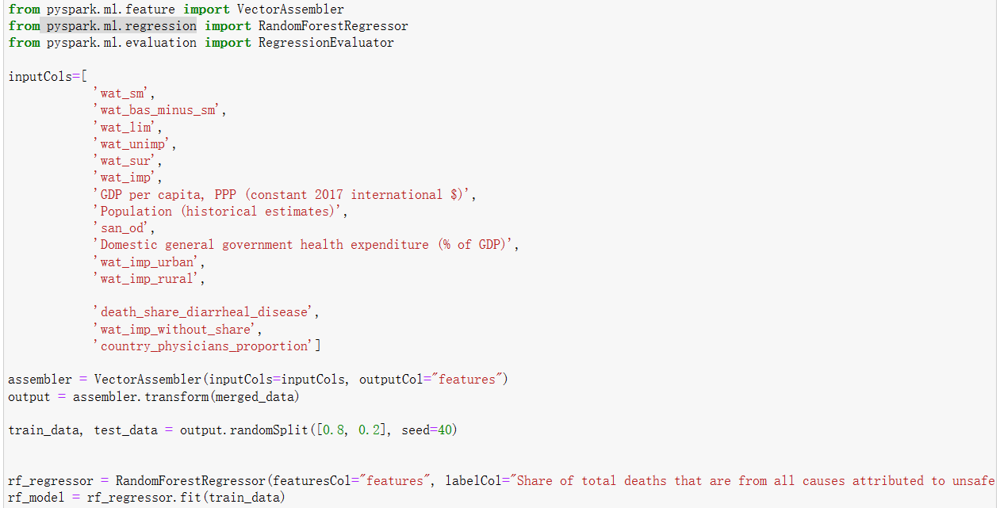 from pyspark.ml.feature import VectorAssembler
from pyspark.ml.regression import RandomForestRegressor
from pyspark.ml.evaluation import RegressionEvaluator
inputCols=[
'wat_sm',
'wat_bas_minus_sm',
'wat_lim',
'wat_unimp',
'wat_sur',
'wat_imp',
'GDP per capita, PPP (constant 2017 international $)',
'Population (historical estimates)',
'san_od',
'Domestic general government health expenditure (% of GDP)',
'wat_imp_urban',
'wat_imp_rural',
'death_share_diarrheal_disease',
'wat_imp_without_share',
'country_physicians_proportion']
assembler = VectorAssembler(inputCols=inputCols, outputCol="features")
output = assembler.transform(merged_data)
train_data, test_data = output.randomSplit([0.8, 0.2], seed=40)
rf_regressor = RandomForestRegressor(featuresCol="features", labelCol="Share of total deaths that are from all causes attributed to unsafe
rf_model = rf_regressor.fit(train_data)